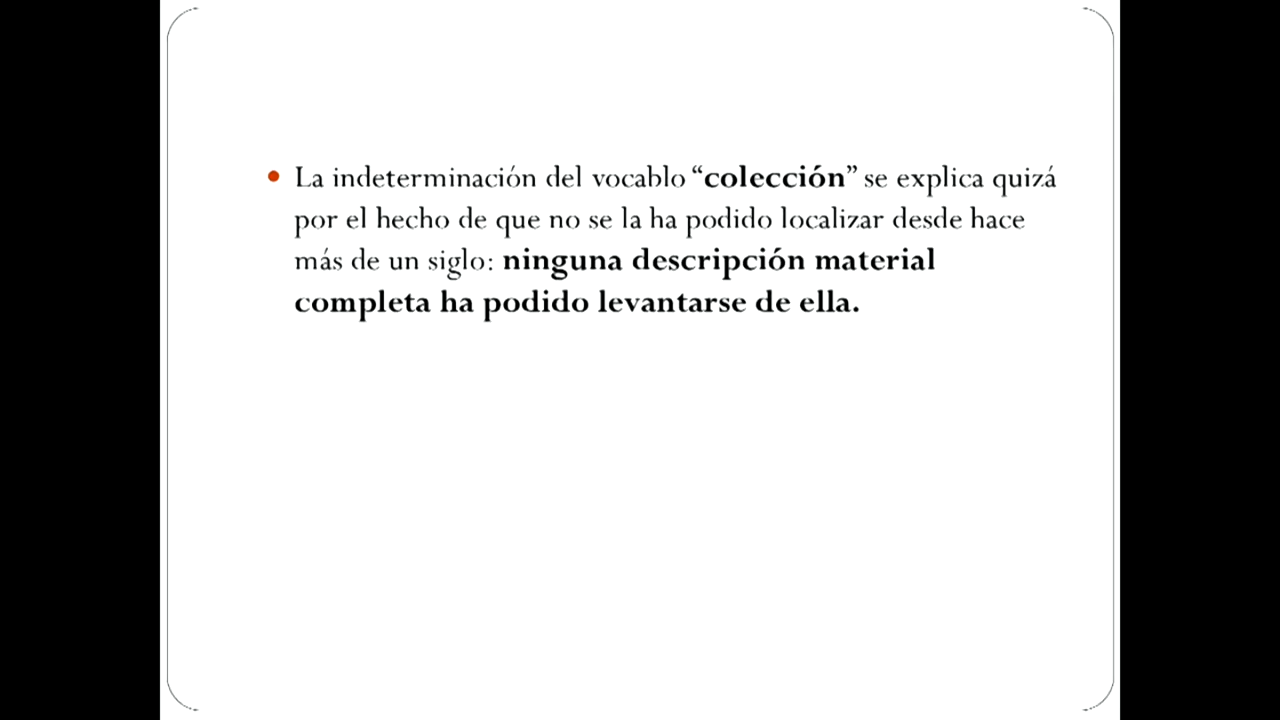 • La indeterminación del vocablo “colección” se explica quizá
por el hecho de que no se la ha podido localizar desde hace
más de un siglo: ninguna descripción material
completa ha podido levantarse de ella.